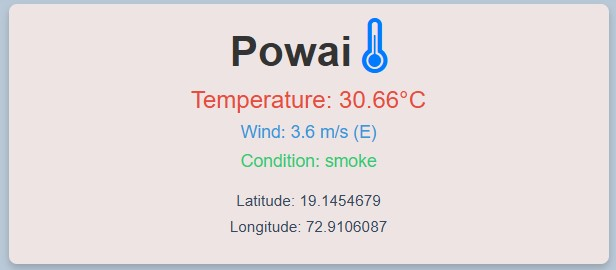 Powai
Temperature: 30.66°C
Wind: 3.6 m/s (E)
Condition: smoke
Latitude: 19.1454679
Longitude: 72.9106087